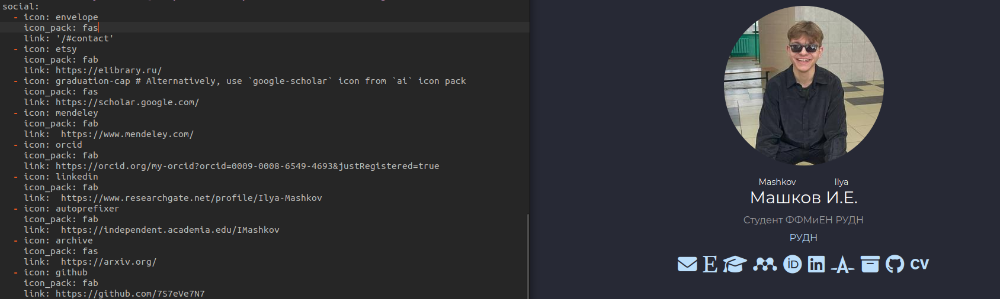 social:
- icon: envelope
icon_pack: fas
link: '/#contact'
- icon: etsy
icon_pack: fab
link: https://elibrary.ru/
- icon: graduation-cap # Alternatively, use `google-scholar` icon from `ai` icon pack
icon_pack: fas
link: https://scholar.google.com/
- icon: mendeley
icon_pack: fab
link:  https://www.mendeley.com/
- icon: orcid
icon_pack: fab
link: https://orcid.org/my-orcid?orcid=0009-0008-6549-4693&justRegistered=true
- icon: linkedin
icon_pack: fab
link:  https://www.researchgate.net/profile/Ilya-Mashkov
- icon: autoprefixer
icon_pack: fab
link:  https://independent.academia.edu/IMashkov
- icon: archive
icon_pack: fas
link:  https://arxiv.org/
- icon: github
icon_pack: fab
link: https://github.com/7S7eVe7N7
Mashkov Ilya
Машков И.Е.
Студент ФФМиЕН РУДН
РУДН
E iD in A CV